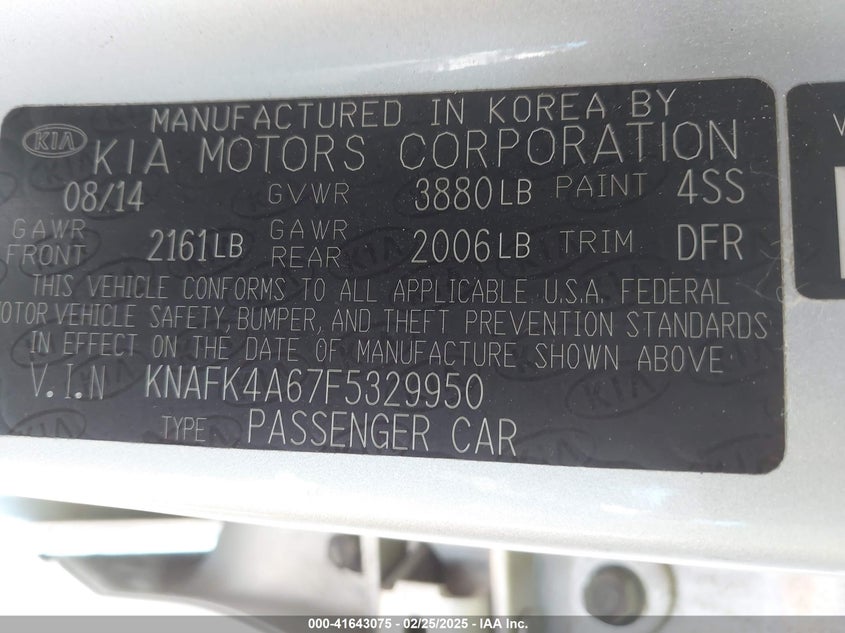 MANUFACTURED IN KOREA BY
KIA KIA MOTORS CORPORATION
08/14 GVWR 3880LB PAINT 4SS
GAWR FRONT 2161LB GAWR REAR 2006LB TRIM DFR
THIS VEHICLE CONFORMS TO ALL APPLICABLE U.S.A. FEDERAL
MOTOR VEHICLE SAFETY, BUMPER, AND THEFT PREVENTION STANDARDS
IN EFFECT ON THE DATE OF MANUFACTURE SHOWN ABOVE
V.I.N KNAFK4A67F5329950
TYPE PASSENGER CAR
000-41643075 - 02/25/2025 - IAA Inc.